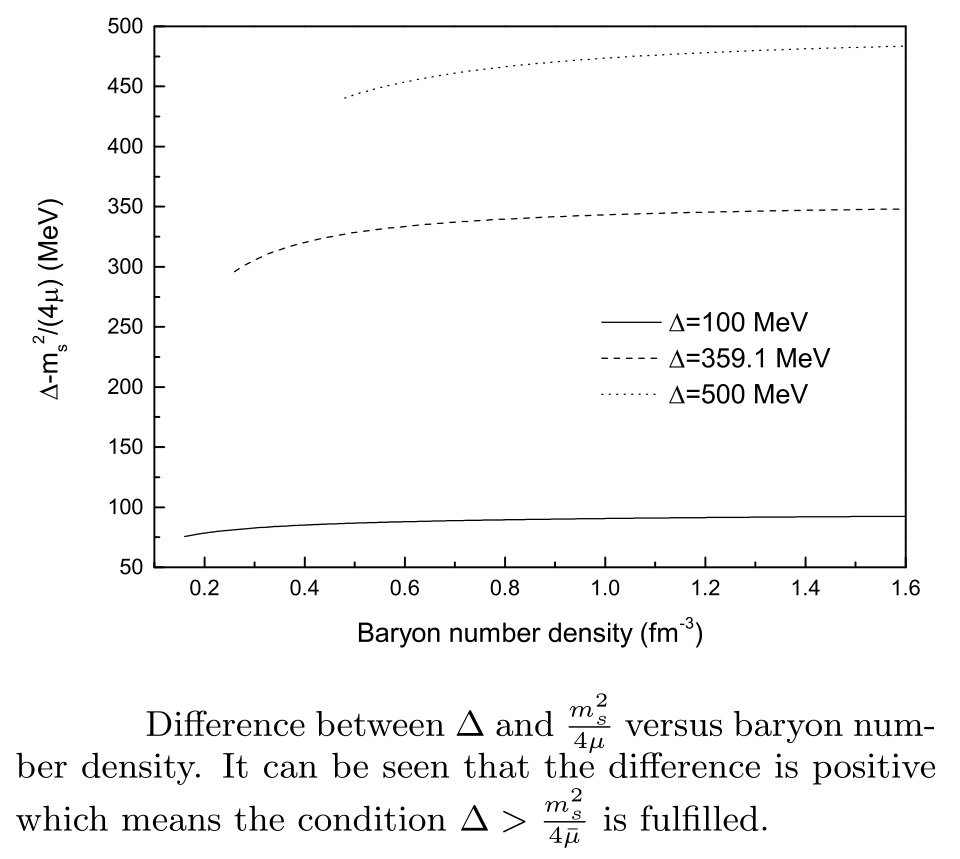 500
450
400
350
300
250
200
150
100
50
Δ-m_s^2/(4μ) (MeV)
Δ=100 MeV
Δ=359.1 MeV
Δ=500 MeV
0.2 0.4 0.6 0.8 1.0 1.2 1.4 1.6
Baryon number density (fm^-3)
Difference between Δ and m_s^2/4μ versus baryon num-
ber density. It can be seen that the difference is positive
which means the condition Δ > m_s^2/4μ̄ is fulfilled.